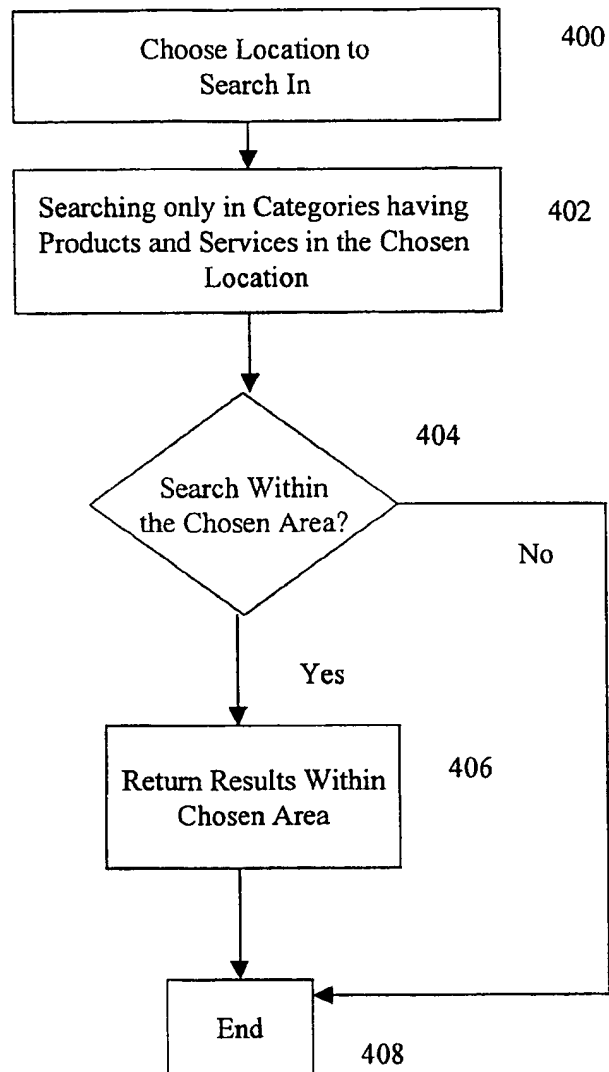 Choose Location to
Search In
400
Searching only in Categories having
Products and Services in the Chosen
Location
402
404
Search Within
the Chosen Area?
No
Yes
Return Results Within
Chosen Area
406
End
408